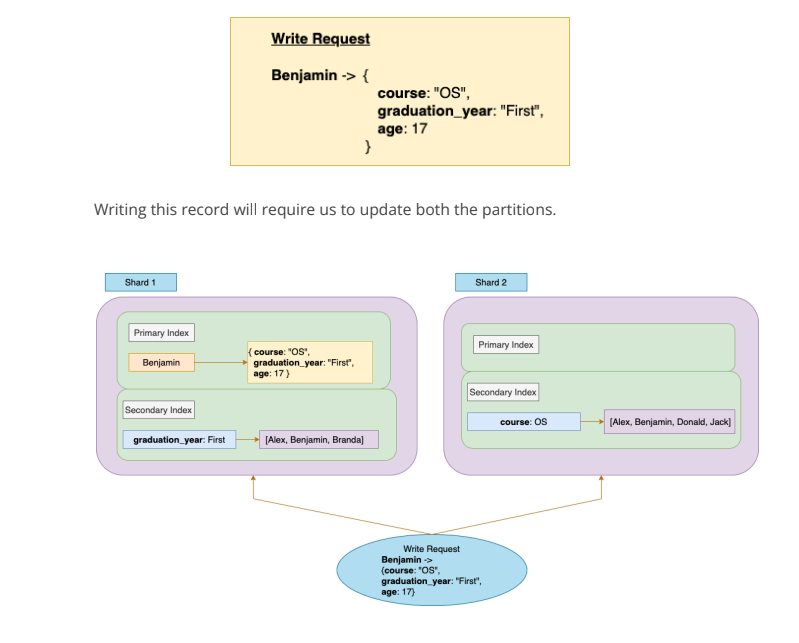 Write Request
Benjamin -> {
course: "OS",
graduation_year: "First",
age: 17
}
Writing this record will require us to update both the partitions.
Shard 1
Primary Index
Benjamin
{ course: "OS",
graduation_year: "First",
age: 17 }
Secondary Index
graduation_year: First
[Alex, Benjamin, Branda]
Shard 2
Primary Index
Secondary Index
course: OS
[Alex, Benjamin, Donald, Jack]
Write Request
Benjamin ->
{course: "OS",
graduation_year: "First",
age: 17}